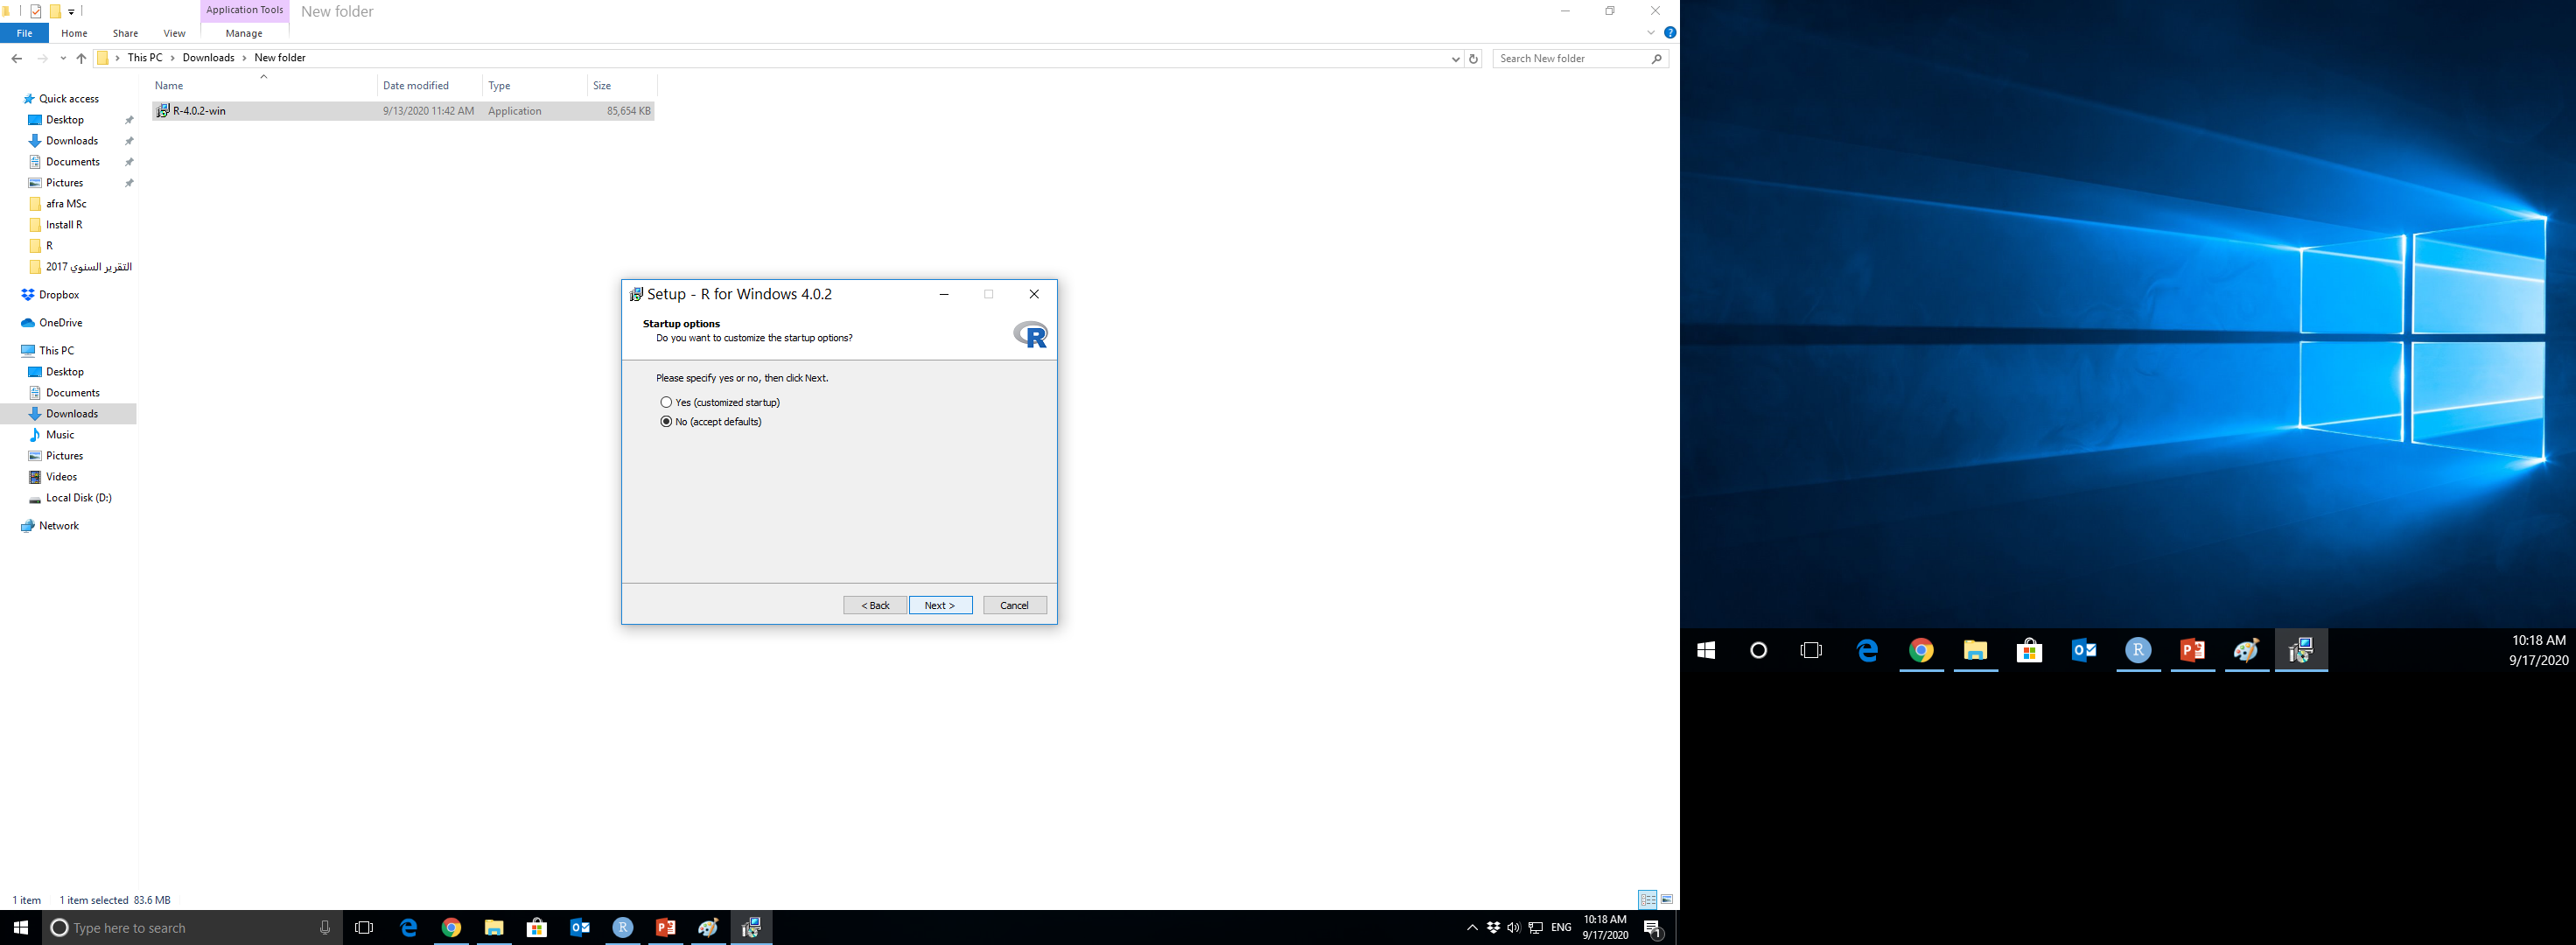 Application Tools
New folder
File
Home
Share
View
Manage
This PC
Downloads
New folder
Search New folder
Name
Date modified
Type
Size
R-4.0.2-win
9/13/2020 11:42 AM
Application
85,654 KB
Quick access
Desktop
Downloads
Documents
Pictures
afra MSc
Install R
R
التقرير السنوي 2017
Dropbox
OneDrive
This PC
Desktop
Documents
Downloads
Music
Pictures
Videos
Local Disk (D:)
Network
Setup - R for Windows 4.0.2
Startup options
Do you want to customize the startup options?
R
Please specify yes or no, then click Next.
Yes (customized startup)
No (accept defaults)
< Back
Next >
Cancel
1 item
1 item selected 83.6 MB
Type here to search
ENG
10:18 AM
9/17/2020
1
10:18 AM
9/17/2020